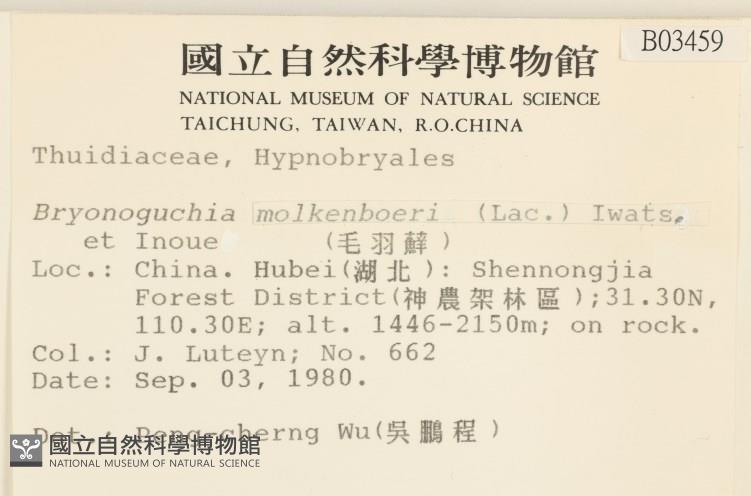 B03459
國立自然科學博物館
NATIONAL MUSEUM OF NATURAL SCIENCE
TAICHUNG, TAIWAN, R.O.CHINA
Thuidiaceae, Hypnobryales
Bryonoguchia molkenboeri (Lac.) Iwats.
et Inoue (毛羽蘚)
Loc.: China. Hubei(湖北): Shennongjia
Forest District(神農架林區);31.30N,
110.30E; alt. 1446-2150m; on rock.
Col.: J. Luteyn; No. 662
Date: Sep. 03, 1980.
Det.: Peng-cherng Wu(吳鵬程)
國立自然科學博物館
NATIONAL MUSEUM OF NATURAL SCIENCE